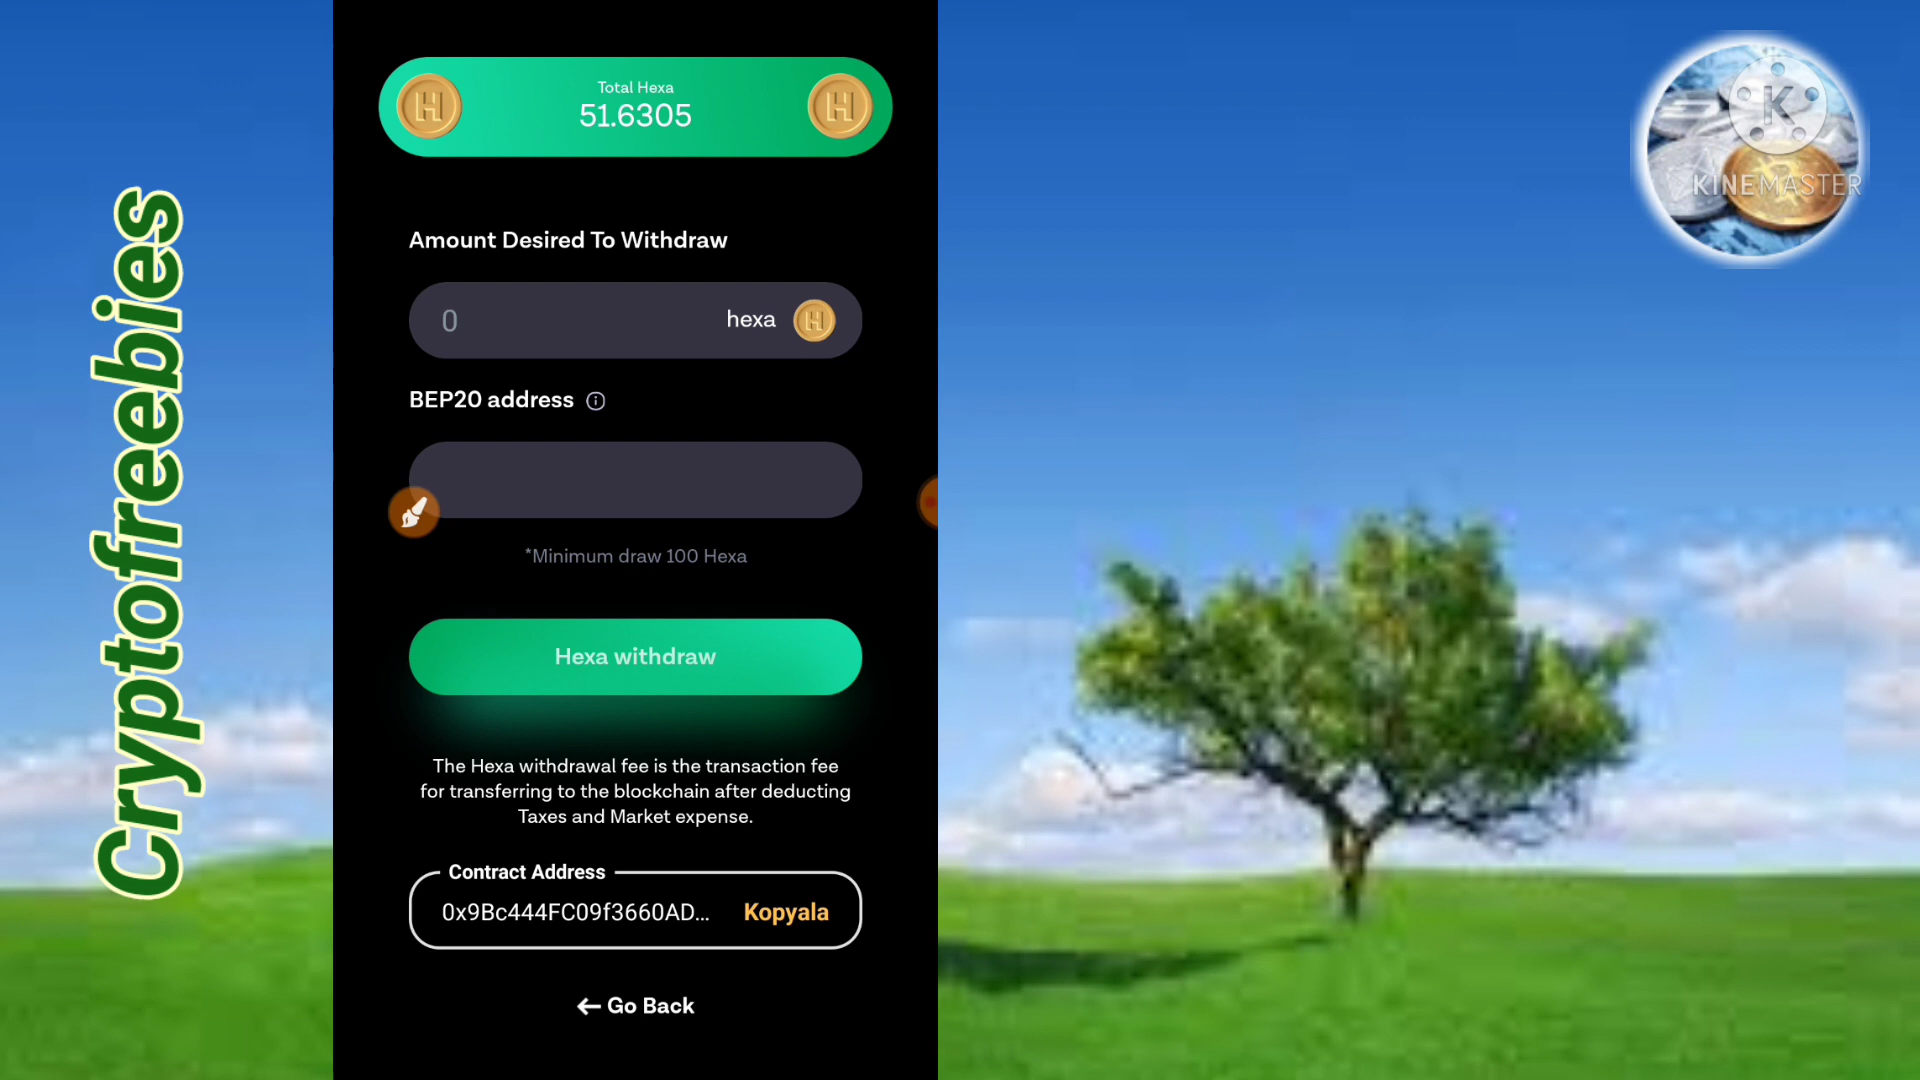 Cryptofreebies
Total Hexa
51.6305
Amount Desired To Withdraw
0 hexa
BEP20 address
*Minimum draw 100 Hexa
Hexa withdraw
The Hexa withdrawal fee is the transaction fee
for transferring to the blockchain after deducting
Taxes and Market expense.
Contract Address
0x9Bc444FC09f3660AD... Kopyala
← Go Back
K
KINEMASTER